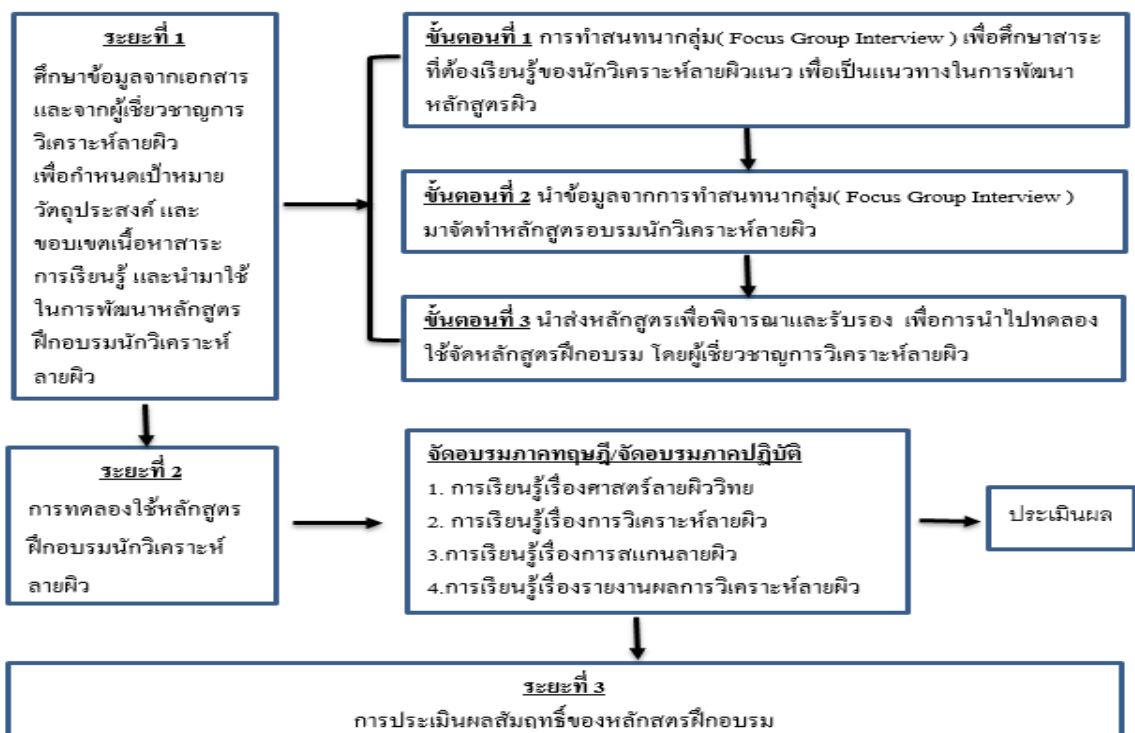 ระยะที่ 1
ศึกษาข้อมูลจากเอกสาร
และจากผู้เชี่ยวชาญการ
วิเคราะห์ลายผิว
เพื่อกำหนดเป้าหมาย
วัตถุประสงค์ และ
ขอบเขตเนื้อหาสาระ
การเรียนรู้ และนำมาใช้
ในการพัฒนาหลักสูตร
ฝึกอบรมนักวิเคราะห์
ลายผิว
ขั้นตอนที่ 1 การทำสนทนากลุ่ม( Focus Group Interview ) เพื่อศึกษาสาระ
ที่ต้องเรียนรู้ของนักวิเคราะห์ลายผิวแนว เพื่อเป็นแนวทางในการพัฒนา
หลักสูตรผิว
ขั้นตอนที่ 2 นำข้อมูลจากการทำสนทนากลุ่ม( Focus Group Interview )
มาจัดทำหลักสูตรอบรมนักวิเคราะห์ลายผิว
ขั้นตอนที่ 3 นำส่งหลักสูตรเพื่อพิจารณาและรับรอง เพื่อการนำไปทดลอง
ใช้จัดหลักสูตรฝึกอบรม โดยผู้เชี่ยวชาญการวิเคราะห์ลายผิว
ระยะที่ 2
การทดลองใช้หลักสูตร
ฝึกอบรมนักวิเคราะห์
ลายผิว
จัดอบรมภาคทฤษฎี/จัดอบรมภาคปฏิบัติ
1. การเรียนรู้เรื่องศาสตร์ลายผิววิทย
2. การเรียนรู้เรื่องการวิเคราะห์ลายผิว
3.การเรียนรู้เรื่องการสแกนลายผิว
4.การเรียนรู้เรื่องรายงานผลการวิเคราะห์ลายผิว
ประเมินผล
ระยะที่ 3
การประเมินผลสัมฤทธิ์ของหลักสูตรฝึกอบรม